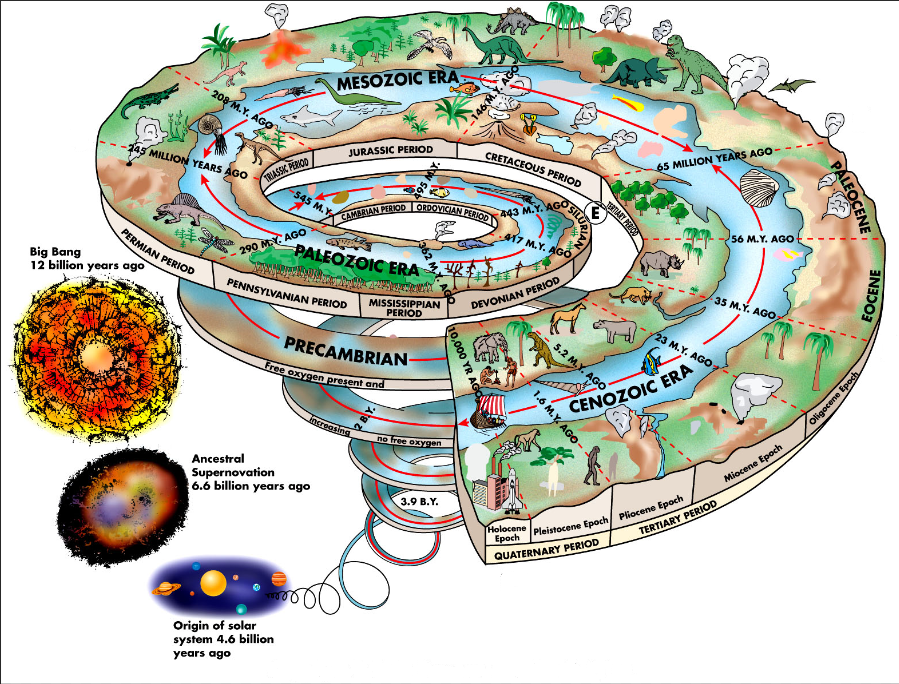 MESOZOIC ERA
146 M.Y. AGO
208 M.Y. AGO
245 MILLION YEARS AGO
65 MILLION YEARS AGO
TRIASSIC PERIOD
JURASSIC PERIOD
CRETACEOUS PERIOD
TERTIARY PERIOD
E
PALEOCENE
EOCENE
545 M.Y.
495 M.Y.
CAMBRIAN PERIOD
ORDOVICIAN PERIOD
443 M.Y. AGO
SILURIAN
417 M.Y. AGO
362 M.Y. AGO
290 M.Y. AGO
PALEOZOIC ERA
PERMIAN PERIOD
PENNSYLVANIAN PERIOD
MISSISSIPPIAN
PERIOD
DEVONIAN PERIOD
56 M.Y. AGO
35 M.Y. AGO
23 M.Y. AGO
5.2 M.Y. AGO
1.6 M.Y. AGO
10,000 YR AGO
CENOZOIC ERA
Big Bang
12 billion years ago
PRECAMBRIAN
Free oxygen present and
increasing
2 B.Y.
no free oxygen
3.9 B.Y.
Oligocene Epoch
Miocene Epoch
Pliocene Epoch
Pleistocene Epoch
Holocene
Epoch
TERTIARY PERIOD
QUATERNARY PERIOD
Ancestral
Supernovation
6.6 billion years ago
Origin of solar
system 4.6 billion
years ago